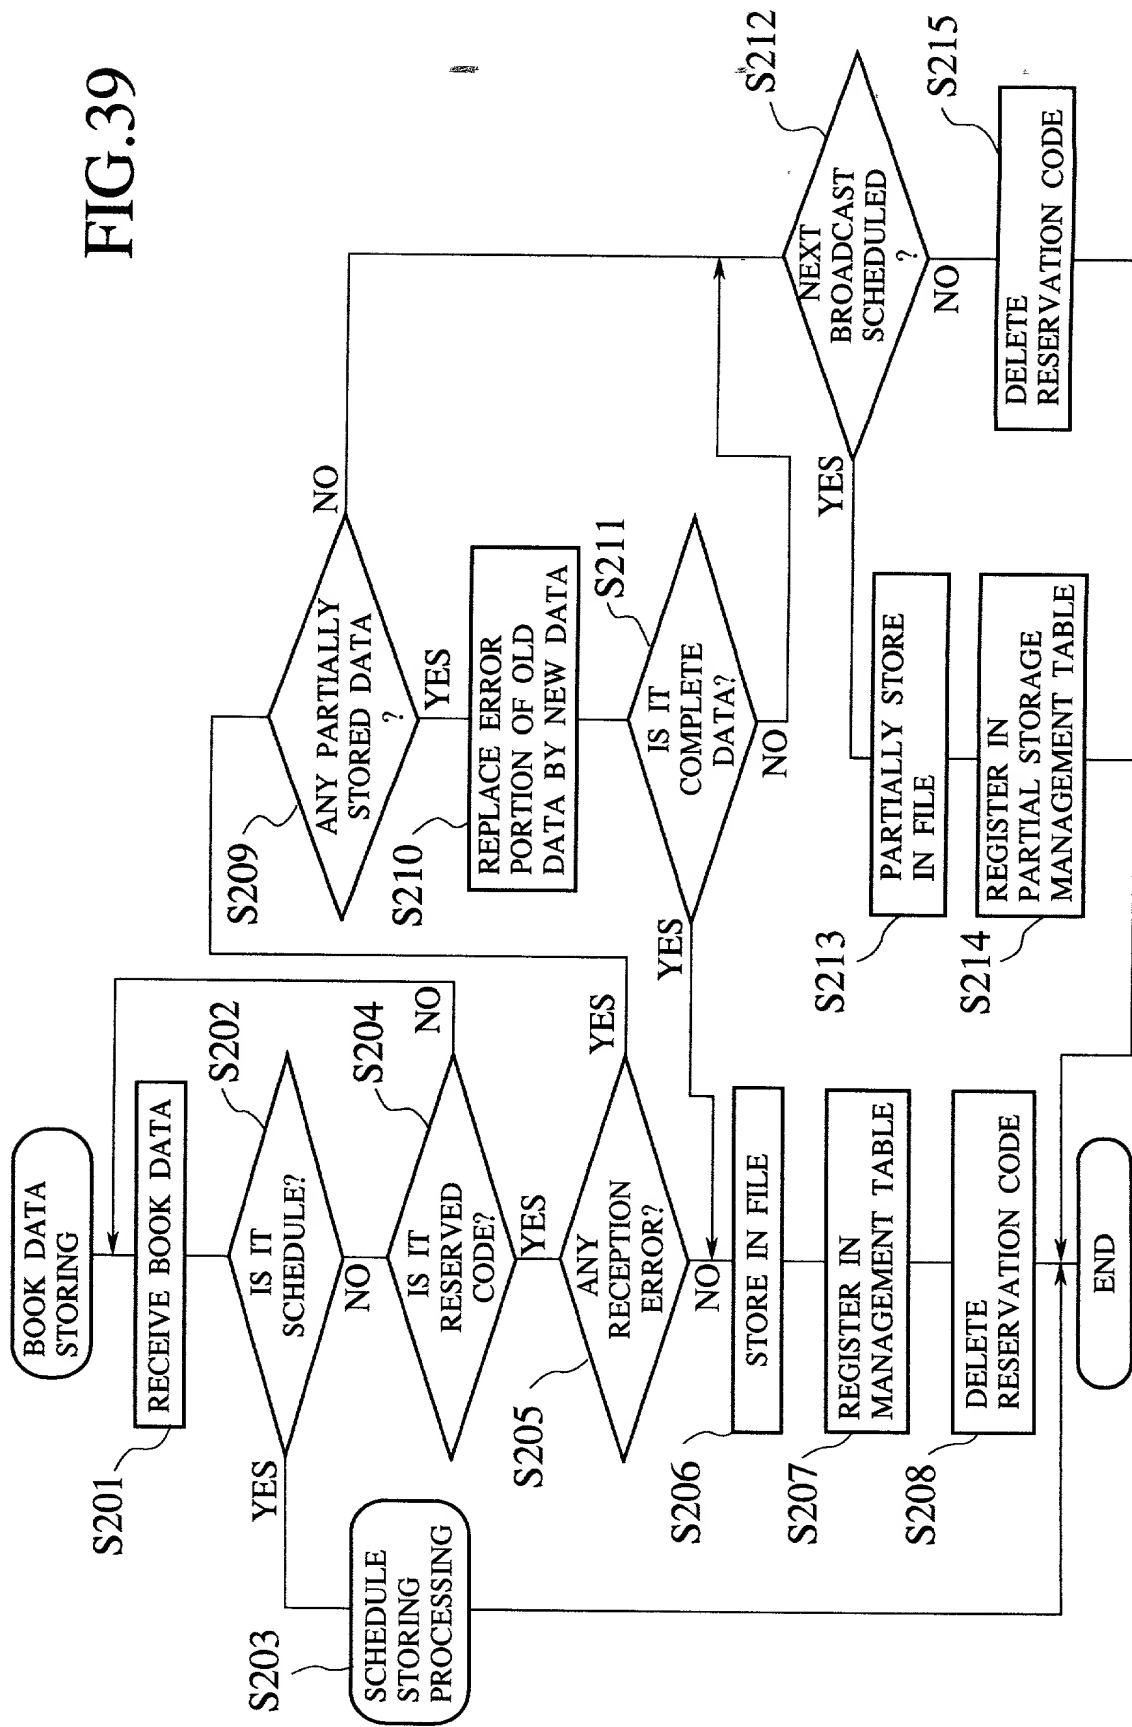 FIG.39
BOOK DATA
STORING
S201
RECEIVE BOOK DATA
S202
IS IT
SCHEDULE?
YES
NO
S203
SCHEDULE
STORING
PROCESSING
S204
IS IT
RESERVED
CODE?
NO
YES
S205
ANY
RECEPTION
ERROR?
YES
NO
S206
STORE IN FILE
S207
REGISTER IN
MANAGEMENT TABLE
S208
DELETE
RESERVATION CODE
END
S209
ANY PARTIALLY
STORED DATA
?
NO
YES
S210
REPLACE ERROR
PORTION OF OLD
DATA BY NEW DATA
S211
IS IT
COMPLETE
DATA?
YES
NO
S212
NEXT
BROADCAST
SCHEDULED
?
YES
NO
S213
PARTIALLY STORE
IN FILE
S214
REGISTER IN
PARTIAL STORAGE
MANAGEMENT TABLE
S215
DELETE
RESERVATION CODE